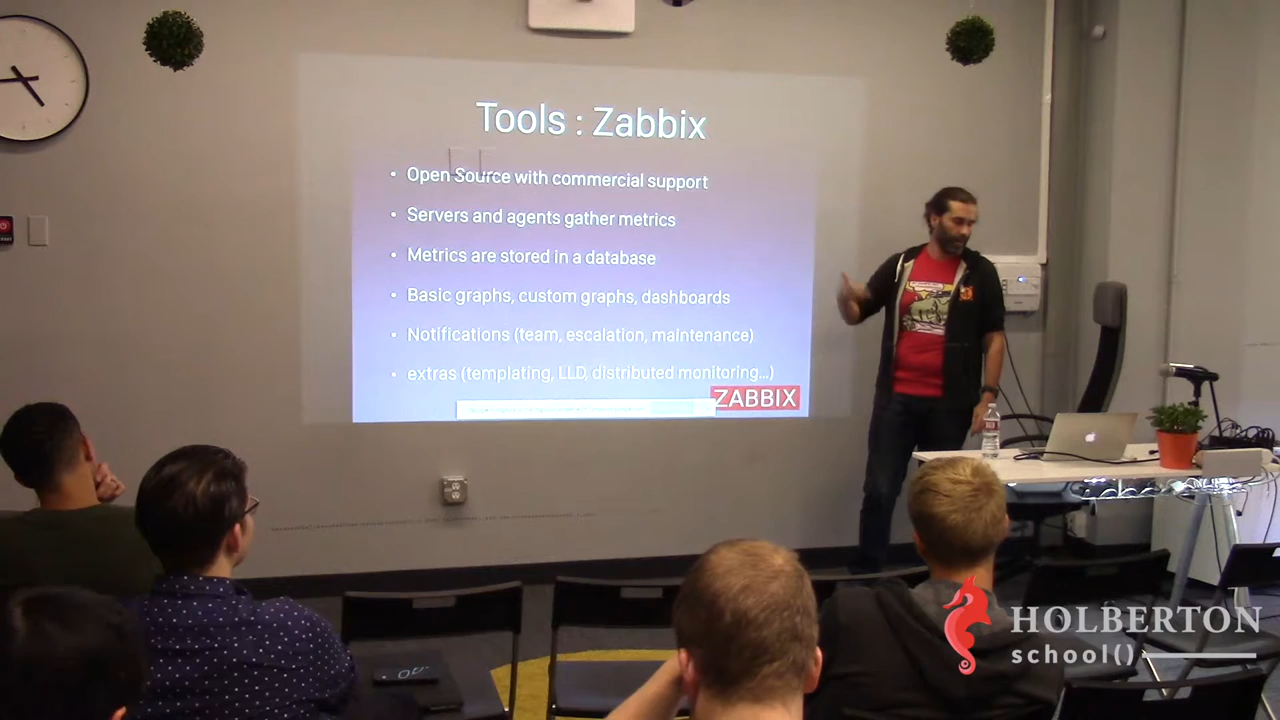 Tools : Zabbix
• Open Source with commercial support
• Servers and agents gather metrics
• Metrics are stored in a database
• Basic graphs, custom graphs, dashboards
• Notifications (team, escalation, maintenance)
• extras (templating, LLD, distributed monitoring...)
ZABBIX
HOLBERTON
school()